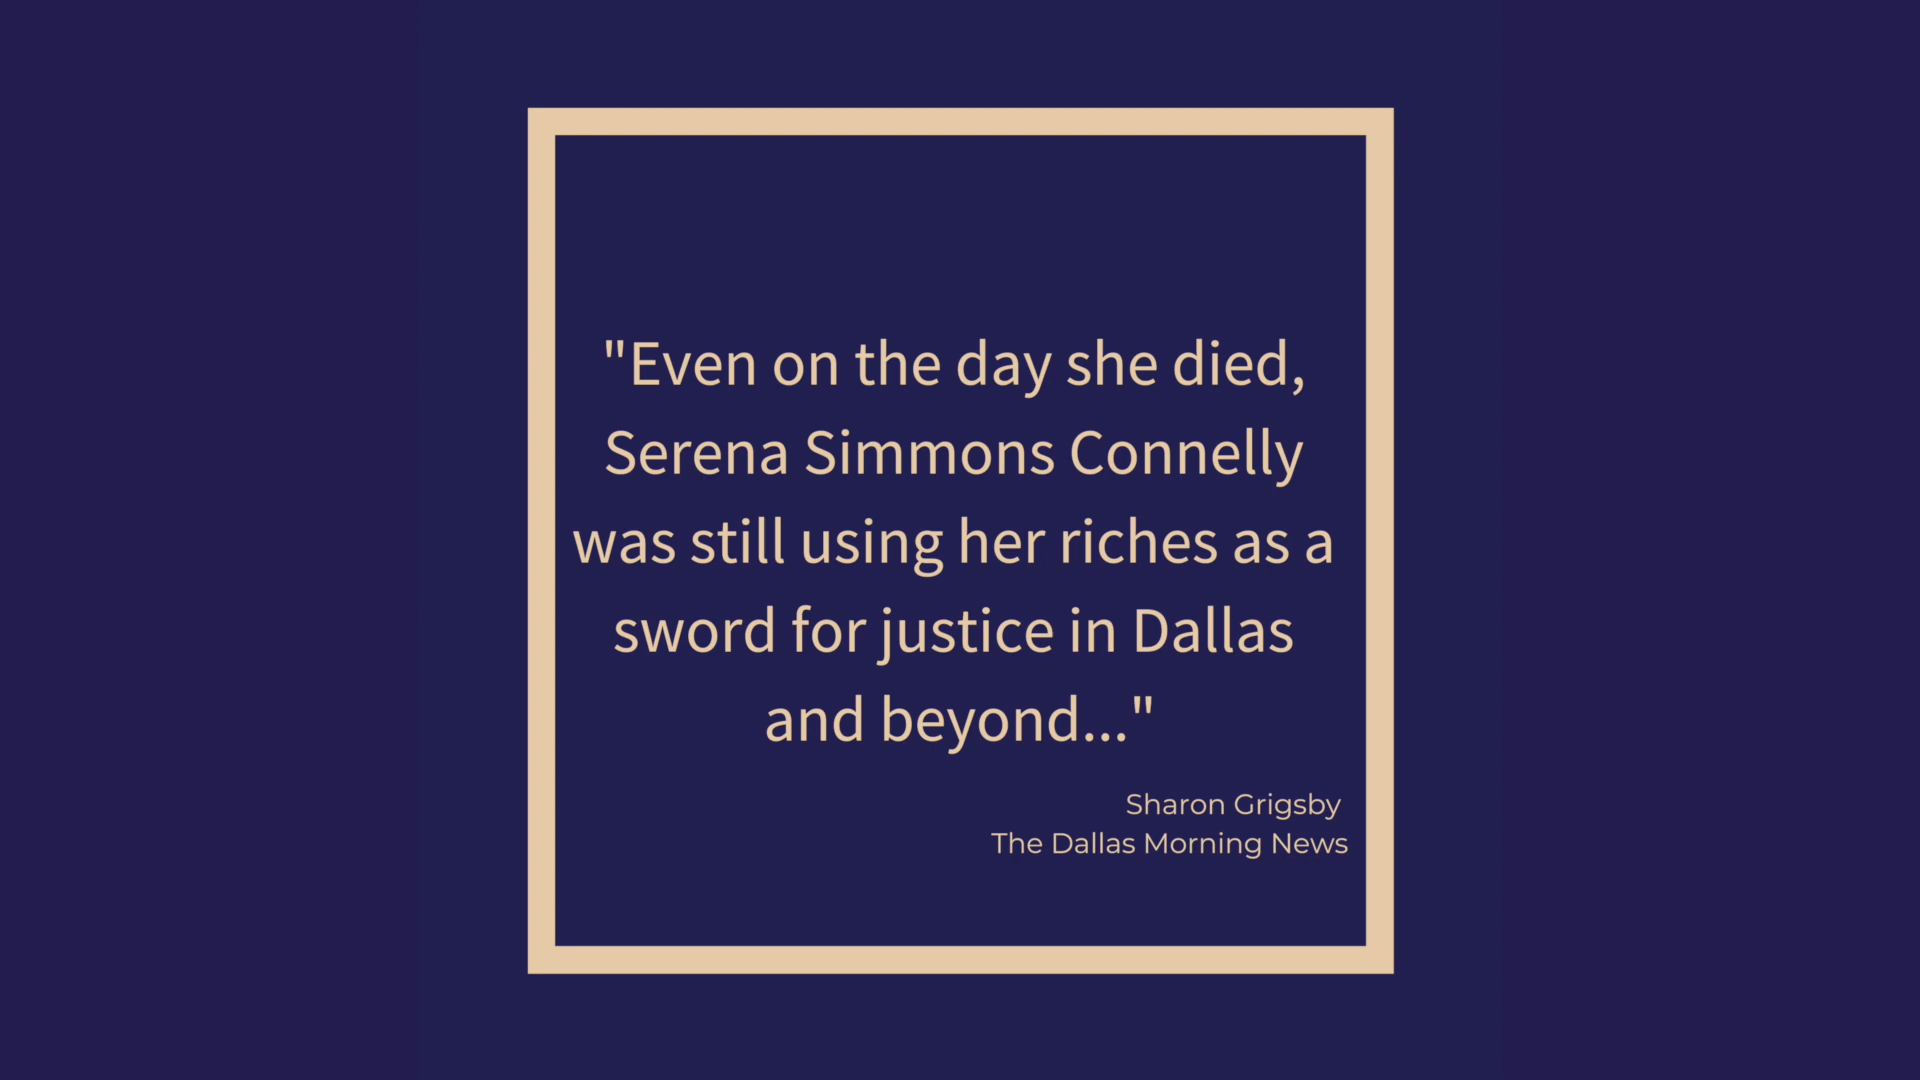 "Even on the day she died,
Serena Simmons Connelly
was still using her riches as a
sword for justice in Dallas
and beyond..."
Sharon Grigsby
The Dallas Morning News